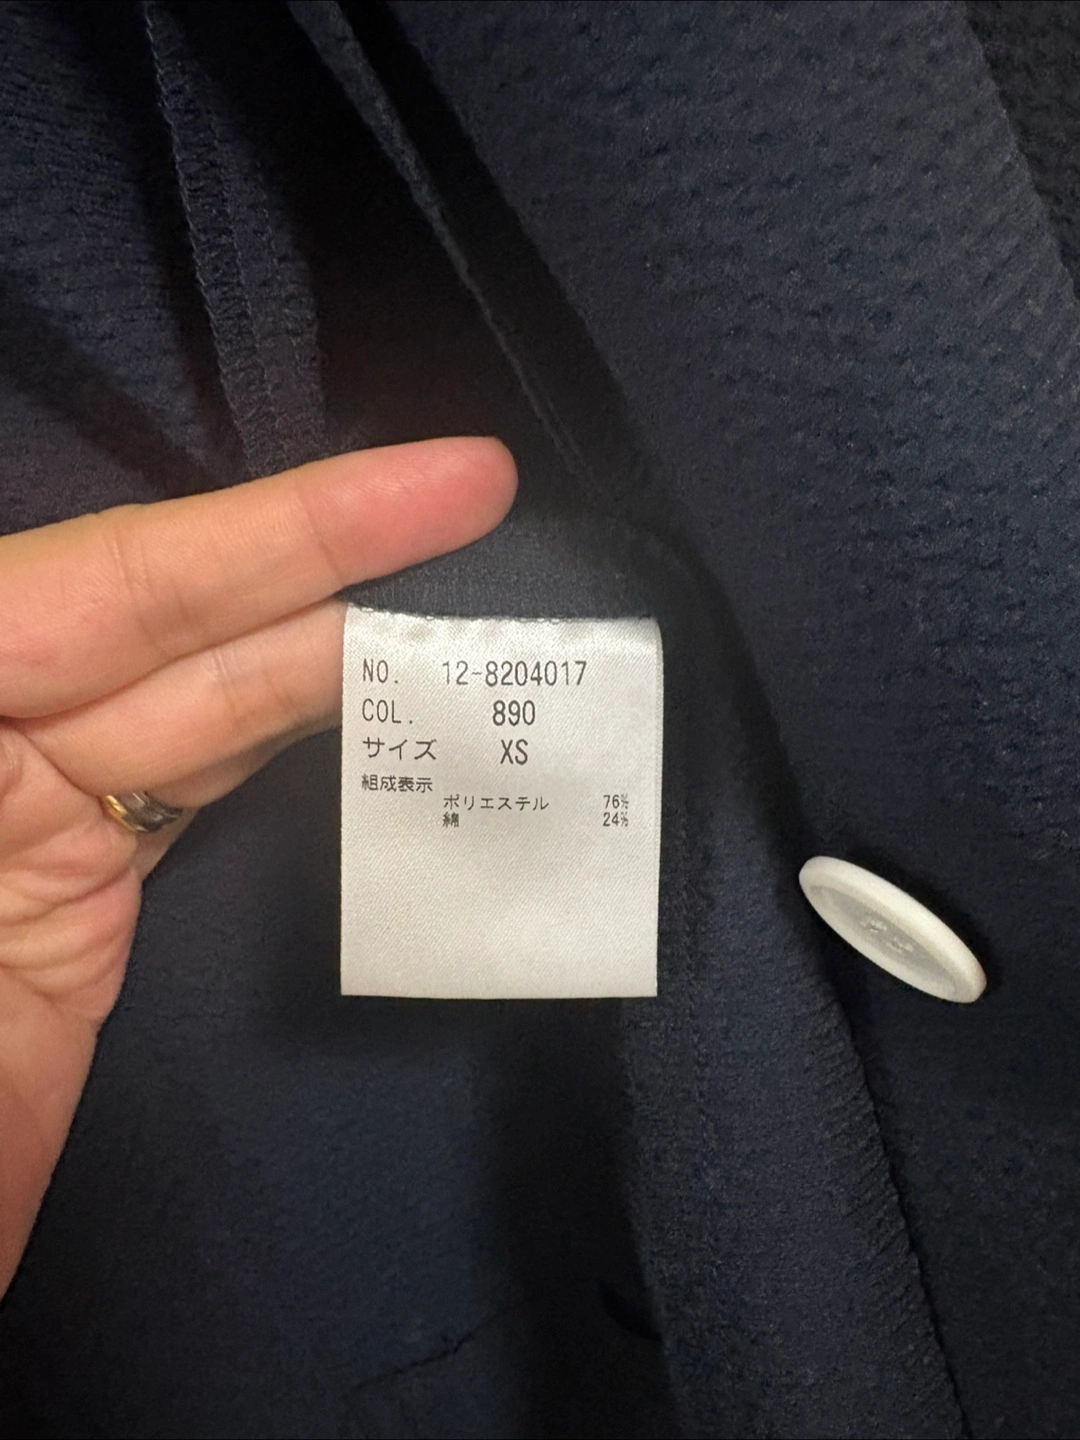 NO. 12-8204017
COL. 890
サイズ XS
組成表示
ポリエステル 76%
綿 24%